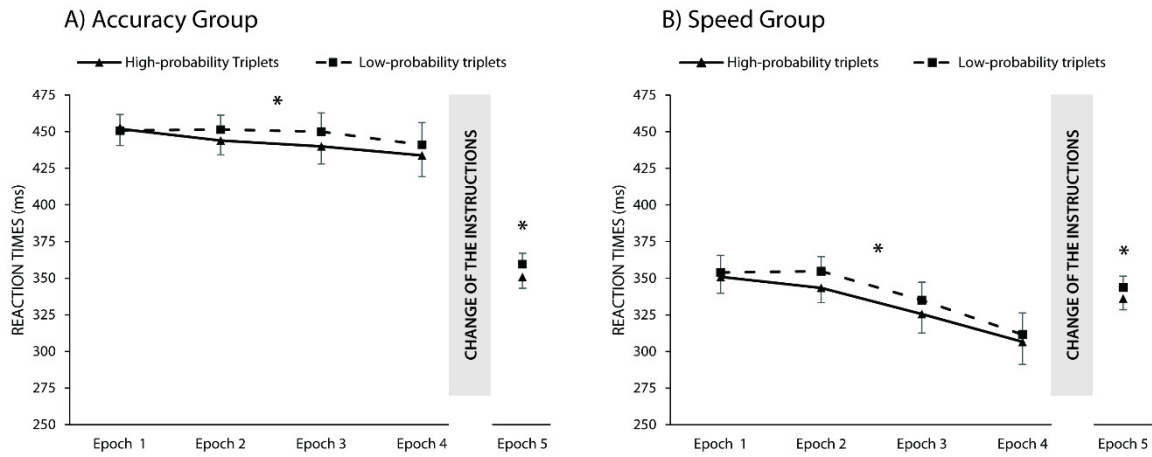 A) Accuracy Group
High-probability Triplets Low-probability triplets
*
*
475
450
425
400
375
350
325
300
275
250
REACTION TIMES (ms)
CHANGE OF THE INSTRUCTIONS
Epoch 1 Epoch 2 Epoch 3 Epoch 4 Epoch 5
B) Speed Group
High-probability Triplets Low-probability triplets
*
*
475
450
425
400
375
350
325
300
275
250
REACTION TIMES (ms)
CHANGE OF THE INSTRUCTIONS
Epoch 1 Epoch 2 Epoch 3 Epoch 4 Epoch 5